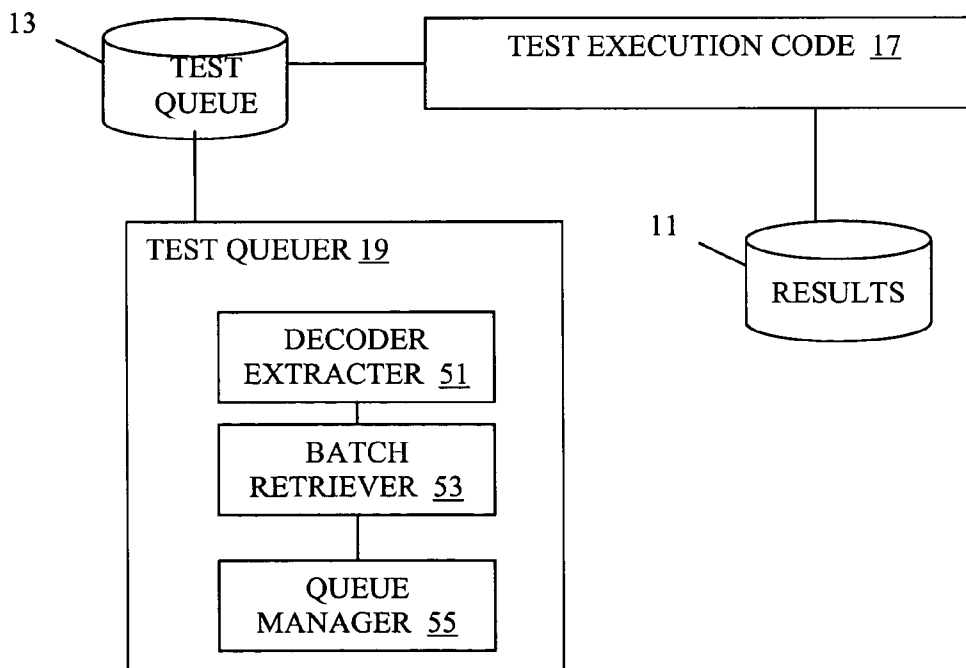 13
TEST
QUEUE
TEST EXECUTION CODE 17
11
RESULTS
TEST QUEUER 19
DECODER
EXTRACTER 51
BATCH
RETRIEVER 53
QUEUE
MANAGER 55